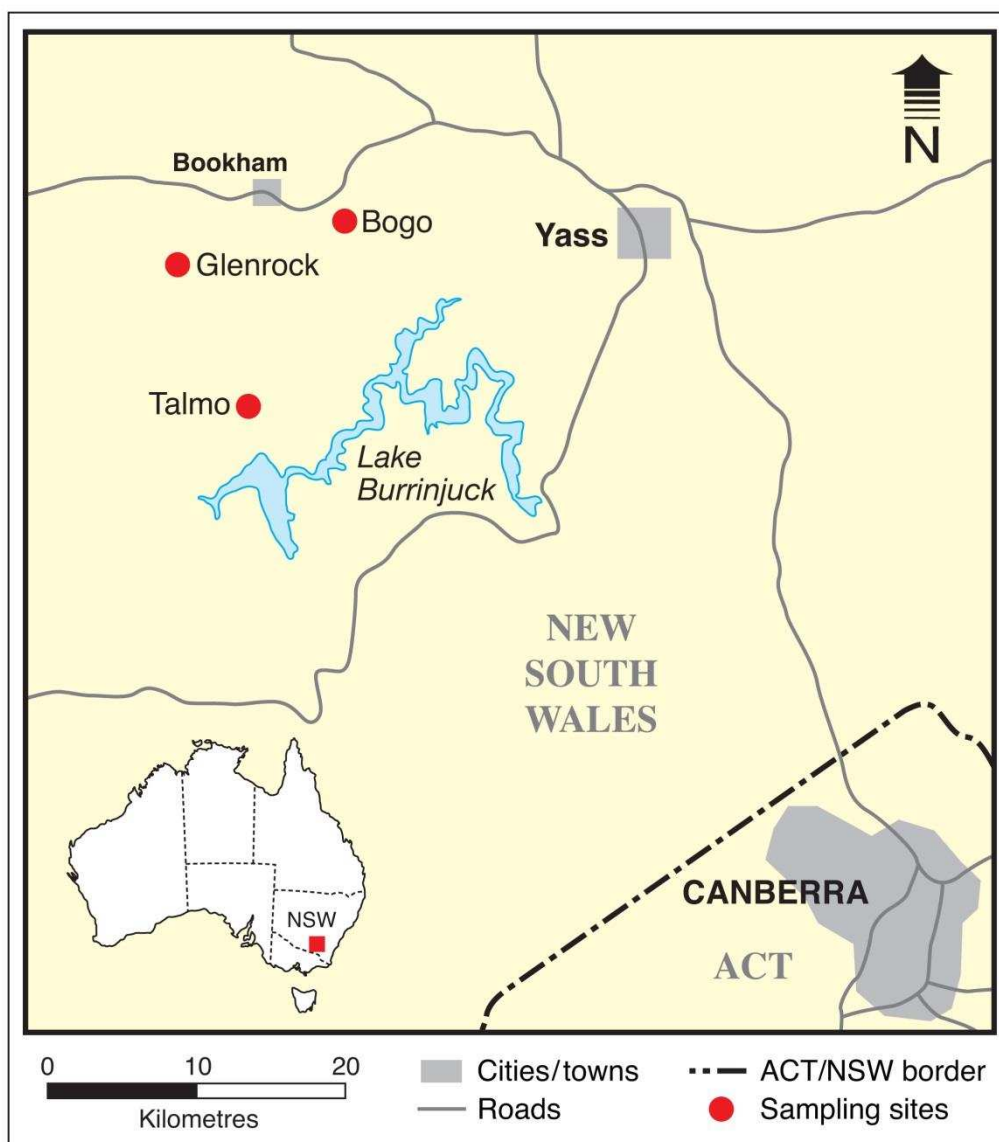 N
Bookham
Bogo
Yass
Glenrock
Talmo
Lake
Burrinjuck
NEW
SOUTH
WALES
CANBERRA
NSW
ACT
0 10 20
Kilometres
Cities/towns
Roads
ACT/NSW border
Sampling sites